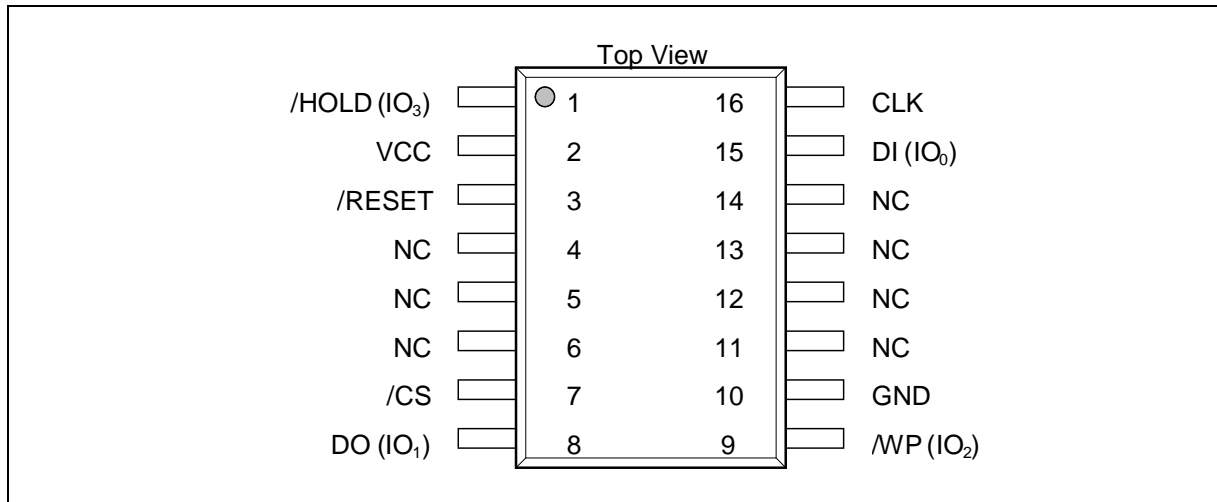 Top View
/HOLD (IO₃) 1 16 CLK
VCC 2 15 DI (IO₀)
/RESET 3 14 NC
NC 4 13 NC
NC 5 12 NC
NC 6 11 NC
/CS 7 10 GND
DO (IO₁) 8 9 /WP (IO₂)